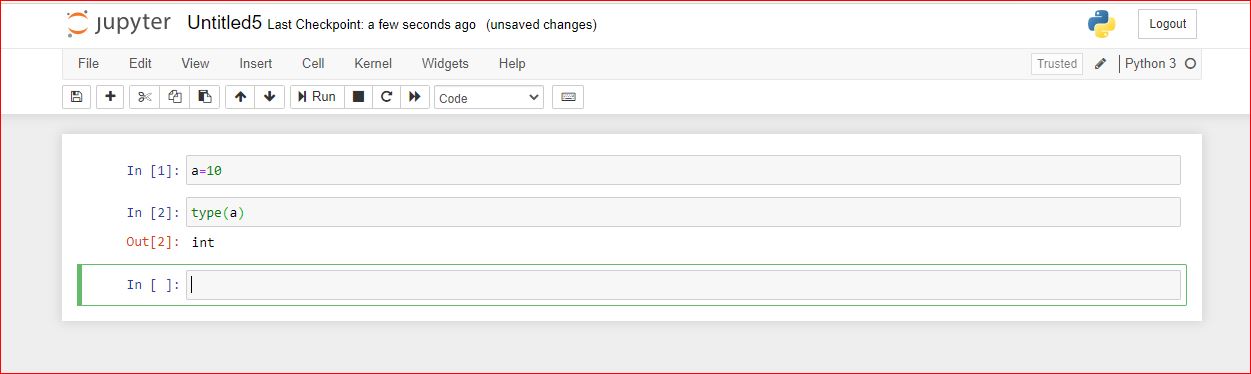 jupyter Untitled5 Last Checkpoint: a few seconds ago (unsaved changes) Logout
File Edit View Insert Cell Kernel Widgets Help Trusted Python 3
Run Code
In [1]: a=10
In [2]: type(a)
Out[2]: int
In [ ]: